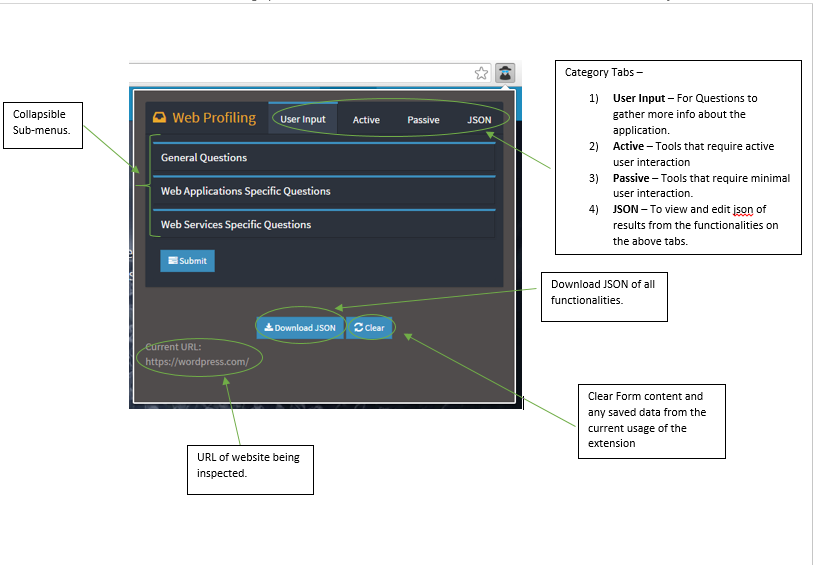 Collapsible
Sub-menus.
Web Profiling
User Input
Active
Passive
JSON
General Questions
Web Applications Specific Questions
Web Services Specific Questions
Submit
Download JSON
Clear
Current URL:
https://wordpress.com/
Category Tabs –
1) User Input – For Questions to
gather more info about the
application.
2) Active – Tools that require active
user interaction
3) Passive – Tools that require minimal
user interaction.
4) JSON – To view and edit json of
results from the functionalities on
the above tabs.
Download JSON of all
functionalities.
Clear Form content and
any saved data from the
current usage of the
extension
URL of website being
inspected.